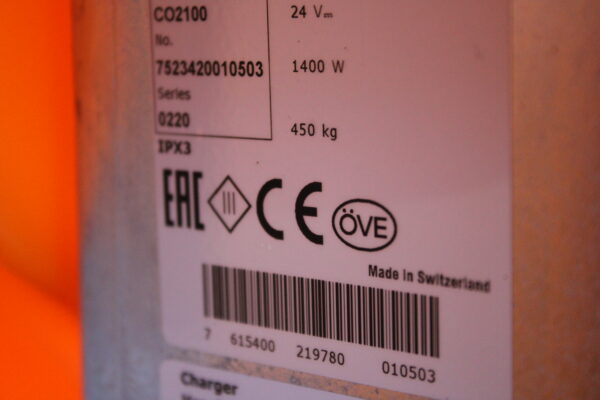 CO2100
24 V
No.
7523420010503
1400 W
Series
0220
450 kg
IPX3
EAC III CE ÖVE
Made in Switzerland
7 615400 219780 010503
Charger